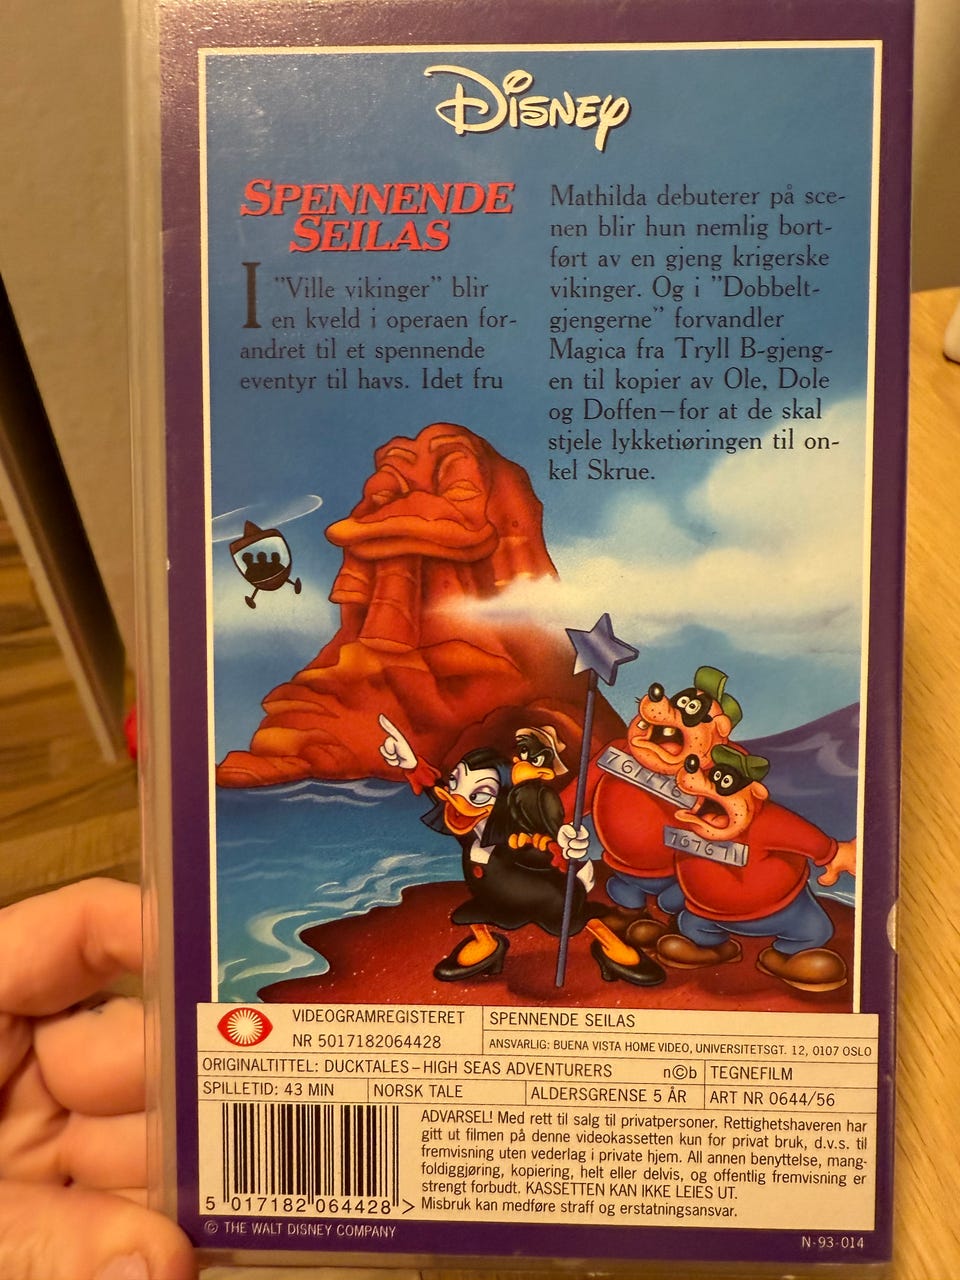 Disney
SPENNENDE
SEILAS
I "Ville vikinger" blir
en kveld i operaen for-
andret til et spennende
eventyr til havs. Idet fru
Mathilda debuterer på sce-
nen blir hun nemlig bort-
ført av en gjeng krigerske
vikinger. Og i "Dobbelt-
gjengerne" forvandler
Magica fra Tryll B-gjeng-
en til kopier av Ole, Dole
og Doffen–for at de skal
stjele lykketiøringen til on-
kel Skrue.
761176
167671
VIDEOGRAMREGISTERET
NR 5017182064428
SPENNENDE SEILAS
ANSVARLIG: BUENA VISTA HOME VIDEO, UNIVERSITETSGT. 12, 0107 OSLO
ORIGINALTITTEL: DUCKTALES–HIGH SEAS ADVENTURERS
n©b
TEGNEFILM
SPILLETID: 43 MIN
NORSK TALE
ALDERSGRENSE 5 ÅR
ART NR 0644/56
ADVARSEL! Med rett til salg til privatpersoner. Rettighetshaveren har
gitt ut filmen på denne videokassetten kun for privat bruk, d.v.s. til
fremvisning uten vederlag i private hjem. All annen benyttelse, mang-
foldiggjøring, kopiering, helt eller delvis, og offentlig fremvisning er
strengt forbudt. KASSETTEN KAN IKKE LEIES UT.
Misbruk kan medføre straff og erstatningsansvar.
5 017182 064428 >
© THE WALT DISNEY COMPANY
N-93-014